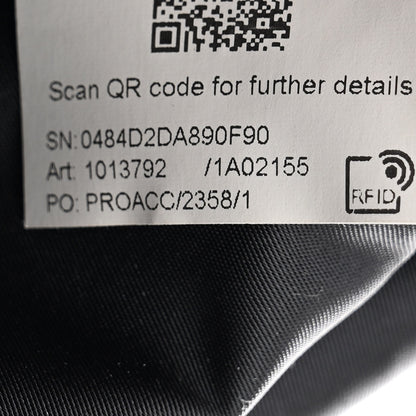 Scan QR code for further details
SN:0484D2DA890F90
Art: 1013792 /1A02155
PO: PROACC/2358/1
RFID